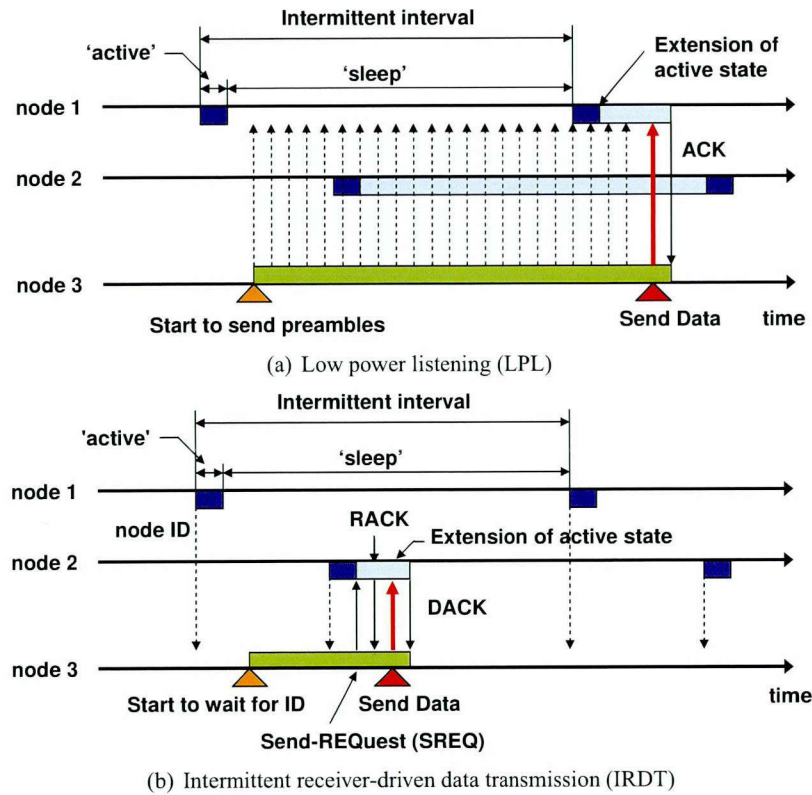 Intermittent interval
'active'
'sleep'
Extension of
active state
node 1
ACK
node 2
node 3
Start to send preambles
Send Data
time
(a) Low power listening (LPL)
Intermittent interval
'active'
'sleep'
node 1
node ID
RACK
Extension of active state
node 2
DACK
node 3
Start to wait for ID
Send Data
time
Send-REQuest (SREQ)
(b) Intermittent receiver-driven data transmission (IRDT)